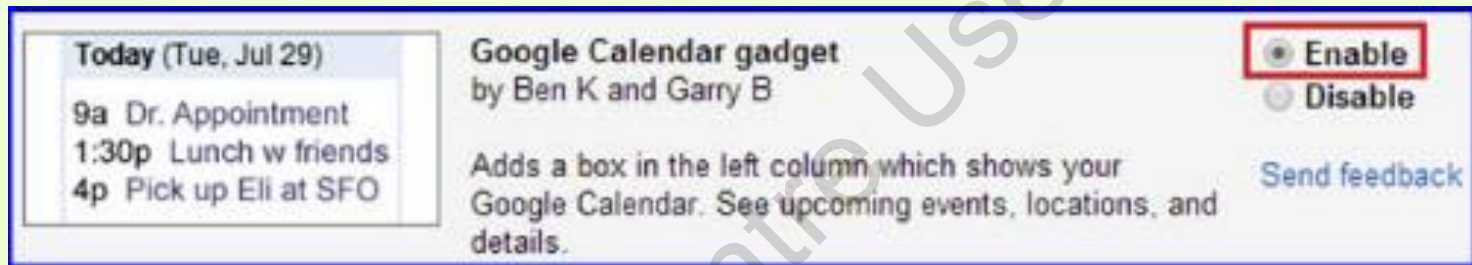 Today (Tue, Jul 29)
9a Dr. Appointment
1:30p Lunch w friends
4p Pick up Eli at SFO
Google Calendar gadget
by Ben K and Garry B
Adds a box in the left column which shows your
Google Calendar. See upcoming events, locations, and
details.
Enable
Disable
Send feedback
ntre Use